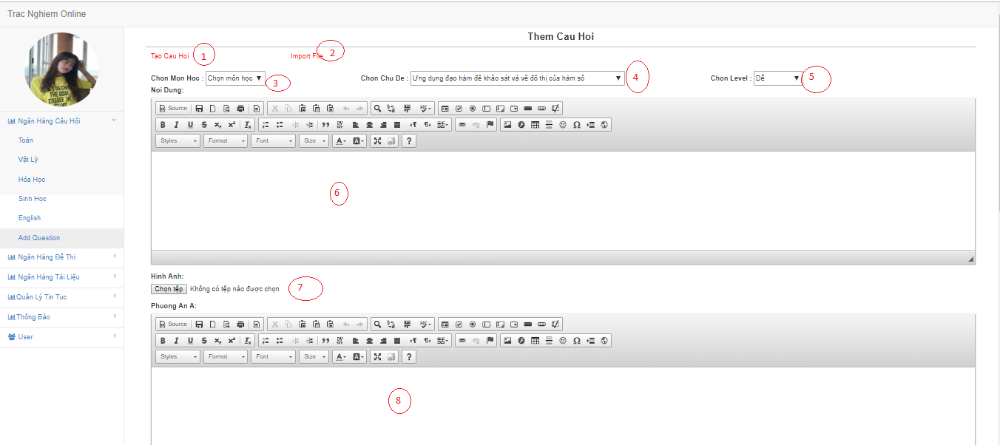 Trac Nghiem Online
Them Cau Hoi
Tao Cau Hoi 1 Import File 2
Chon Mon Hoc : Chọn môn học 3 Chon Chu De : Ứng dụng đạo hàm để khảo sát và vẽ đồ thị của hàm số 4 Chon Level : Dễ 5
Noi Dung:
Source
Styles Format Font Size ?
6
Hinh Anh:
Chọn tệp Không có tệp nào được chọn 7
Phuong An A:
Source
Styles Format Font Size ?
8
Ngân Hàng Câu Hỏi
Toán
Vật Lý
Hóa Học
Sinh Học
English
Add Question
Ngân Hàng Đề Thi
Ngân Hàng Tài Liệu
Quản Lý Tin Tuc
Thông Báo
User